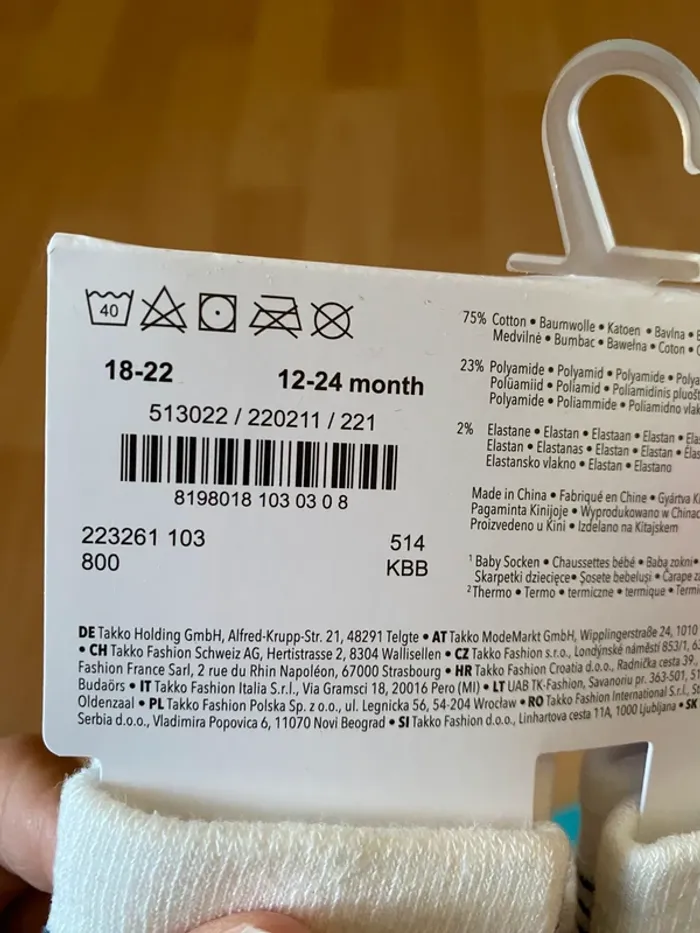 40
18-22 12-24 month
513022 / 220211 / 221
8198018 103 03 0 8
223261 103 514
800 KBB
75% Cotton • Baumwolle • Katoen • Bavlna •
Medvilnė • Bumbac • Bawełna • Coton •
23% Polyamide • Polyamid • Polyamide •
Polüamiid • Poliamid • Poliamidinis
Polyamide • Poliammide • Poliamidno
2% Elastane • Elastan • Elastaan • Elastan •
Elastan • Elastanas • Elastan • Elastan •
Elastansko vlakno • Elastan • Elastano
Made in China • Fabriqué en Chine • Gyártva
Pagaminta Kinijoje • Wyprodukowano w
Proizvedeno u Kini • Izdelano na Kitajskem
¹ Baby Socken • Chaussettes bébé • Baba zokni •
Skarpetki dziecięce • Șosete bebeluși • Čarape
² Thermo • Termo • termiczne • termique •
DE Takko Holding GmbH, Alfred-Krupp-Str. 21, 48291 Telgte • AT Takko ModeMarkt GmbH, Wipplingerstraße 24, 1010
• CH Takko Fashion Schweiz AG, Hertistrasse 2, 8304 Wallisellen • CZ Takko Fashion s.r.o., Londýnské náměstí 853/1,
Fashion France Sarl, 2 rue du Rhin Napoléon, 67000 Strasbourg • HR Takko Fashion Croatia d.o.o., Radnička cesta 39,
Budaörs • IT Takko Fashion Italia S.r.l., Via Gramsci 18, 20016 Pero (MI) • LT UAB TK-Fashion, Savanoriu pr. 363-501,
Oldenzaal • PL Takko Fashion Polska Sp. z o.o., ul. Legnicka 56, 54-204 Wrocław • RO Takko Fashion International S.r.l.,
Serbia d.o.o., Vladimira Popovica 6, 11070 Novi Beograd • SI Takko Fashion d.o.o., Linhartova cesta 11A, 1000 Ljubljana • SK